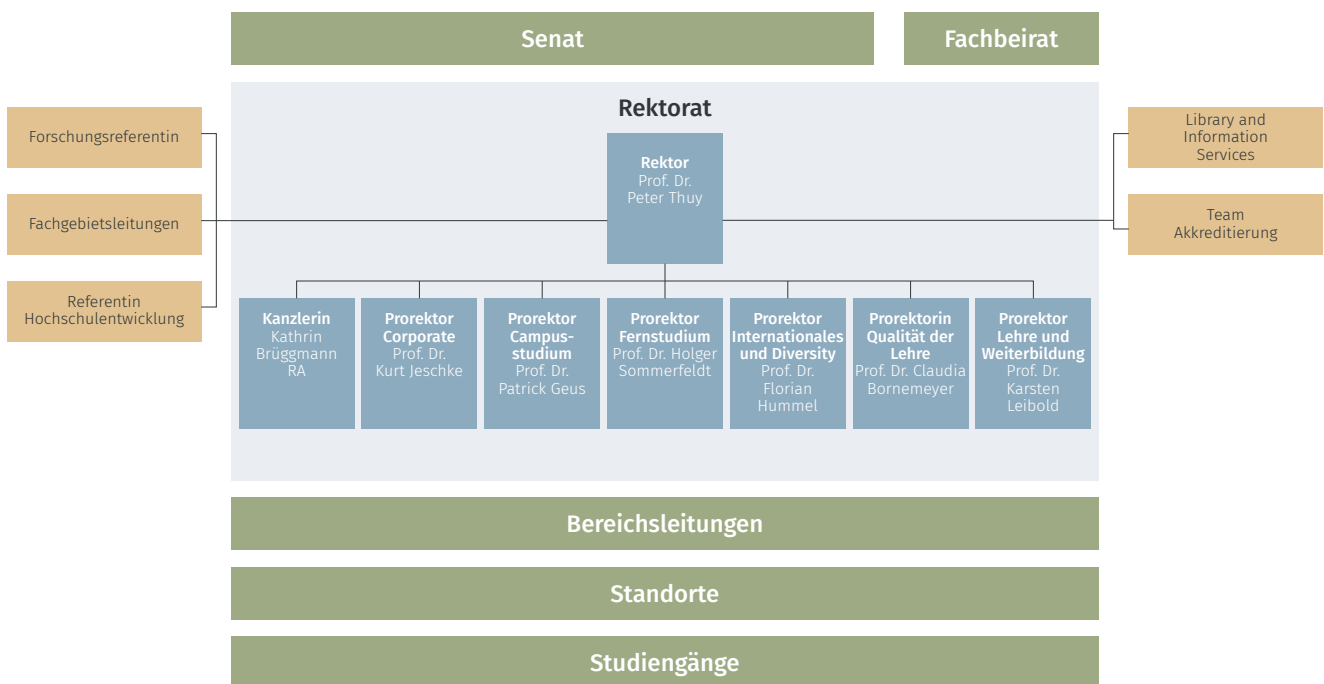 Senat
Fachbeirat
Rektorat
Forschungsreferentin
Fachgebietsleitungen
Referentin
Hochschulentwicklung
Rektor
Prof. Dr.
Peter Thuy
Library and
Information
Services
Team
Akkreditierung
Kanzlerin
Kathrin
Brüggmann
RA
Prorektor
Corporate
Prof. Dr.
Kurt Jeschke
Prorektor
Campus-
studium
Prof. Dr.
Patrick Geus
Prorektor
Fernstudium
Prof. Dr. Holger
Sommerfeldt
Prorektor
Internationales
und Diversity
Prof. Dr.
Florian
Hummel
Prorektorin
Qualität der
Lehre
Prof. Dr. Claudia
Bornemeyer
Prorektor
Lehre und
Weiterbildung
Prof. Dr.
Karsten
Leibold
Bereichsleitungen
Standorte
Studiengänge